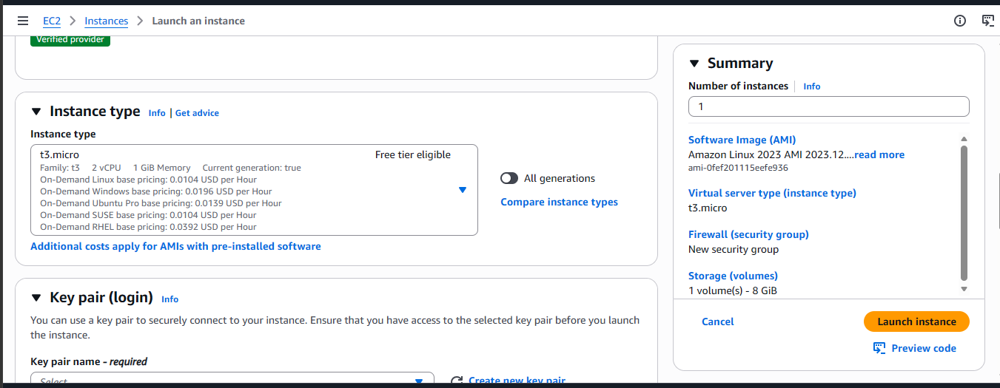 EC2 > Instances > Launch an instance
Verified provider
Instance type Info | Get advice
Instance type
t3.micro Free tier eligible
Family: t3 2 vCPU 1 GiB Memory Current generation: true
On-Demand Linux base pricing: 0.0104 USD per Hour
On-Demand Windows base pricing: 0.0196 USD per Hour
On-Demand Ubuntu Pro base pricing: 0.0139 USD per Hour
On-Demand SUSE base pricing: 0.0104 USD per Hour
On-Demand RHEL base pricing: 0.0392 USD per Hour
All generations
Compare instance types
Additional costs apply for AMIs with pre-installed software
Key pair (login) Info
You can use a key pair to securely connect to your instance. Ensure that you have access to the selected key pair before you launch
the instance.
Key pair name - required
Select
Create new key pair
Summary
Number of instances Info
1
Software Image (AMI)
Amazon Linux 2023 AMI 2023.12....read more
ami-0fef201115eefe936
Virtual server type (instance type)
t3.micro
Firewall (security group)
New security group
Storage (volumes)
1 volume(s) - 8 GiB
Cancel
Launch instance
Preview code